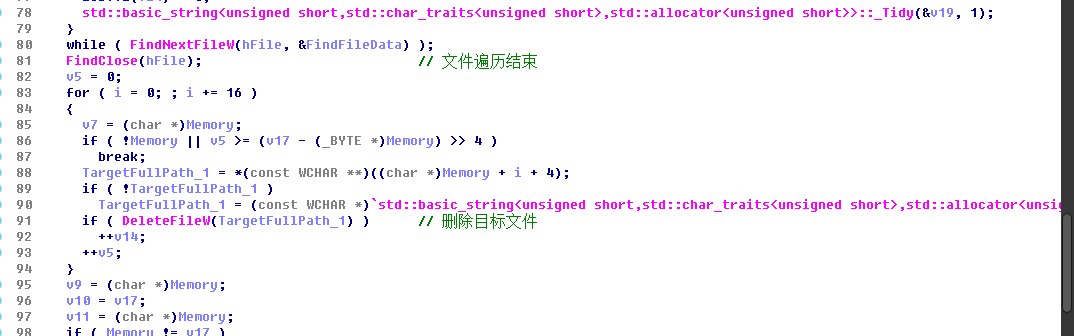 78 std::basic_string<unsigned short,std::char_traits<unsigned short>,std::allocator<unsigned short>>::_Tidy(&v19, 1);
79 }
80 while ( FindNextFileW(hFile, &FindFileData) );
81 FindClose(hFile); // 文件遍历结束
82 v5 = 0;
83 for ( i = 0; ; i += 16 )
84 {
85 v7 = (char *)Memory;
86 if ( !Memory || v5 >= (v17 - (_BYTE *)Memory) >> 4 )
87 break;
88 TargetFullPath_1 = *(const WCHAR **)((char *)Memory + i + 4);
89 if ( !TargetFullPath_1 )
90 TargetFullPath_1 = (const WCHAR *)`std::basic_string<unsigned short,std::char_traits<unsigned short>,std::allocator<unsig
91 if ( DeleteFileW(TargetFullPath_1) ) // 删除目标文件
92 ++v14;
93 ++v5;
94 }
95 v9 = (char *)Memory;
96 v10 = v17;
97 v11 = (char *)Memory;
98 if ( Memory != v17 )